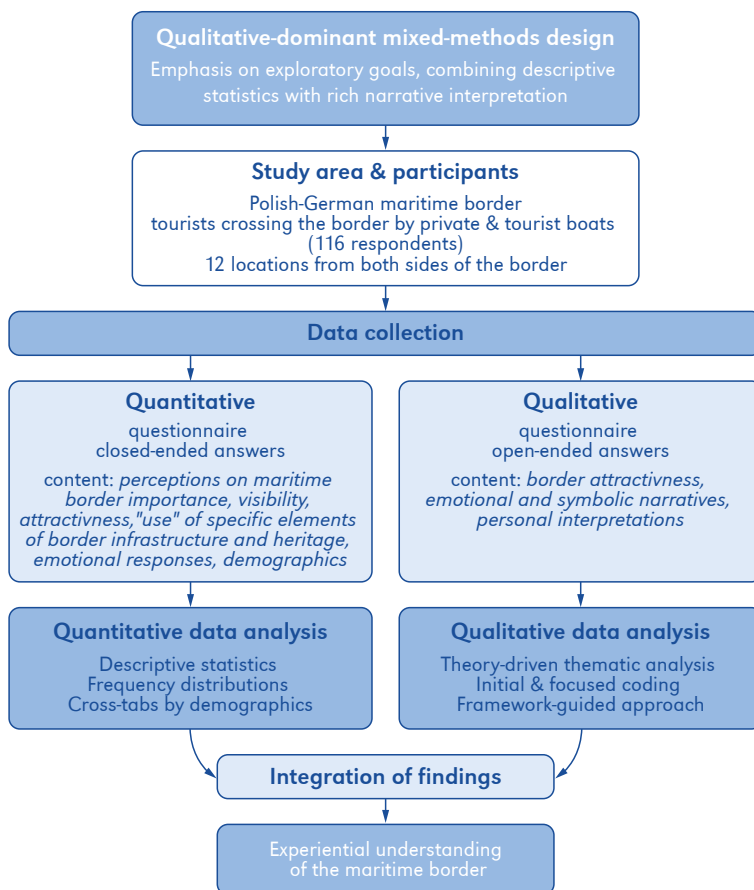 Qualitative-dominant mixed-methods design
Emphasis on exploratory goals, combining descriptive
statistics with rich narrative interpretation
Study area & participants
Polish-German maritime border
tourists crossing the border by private & tourist boats
(116 respondents)
12 locations from both sides of the border
Data collection
Quantitative
questionnaire
closed-ended answers
content: perceptions on maritime
border importance, visibility,
attractivness,"use" of specific elements
of border infrastructure and heritage,
emotional responses, demographics
Qualitative
questionnaire
open-ended answers
content: border attractivness,
emotional and symbolic narratives,
personal interpretations
Quantitative data analysis
Descriptive statistics
Frequency distributions
Cross-tabs by demographics
Qualitative data analysis
Theory-driven thematic analysis
Initial & focused coding
Framework-guided approach
Integration of findings
Experiential understanding
of the maritime border